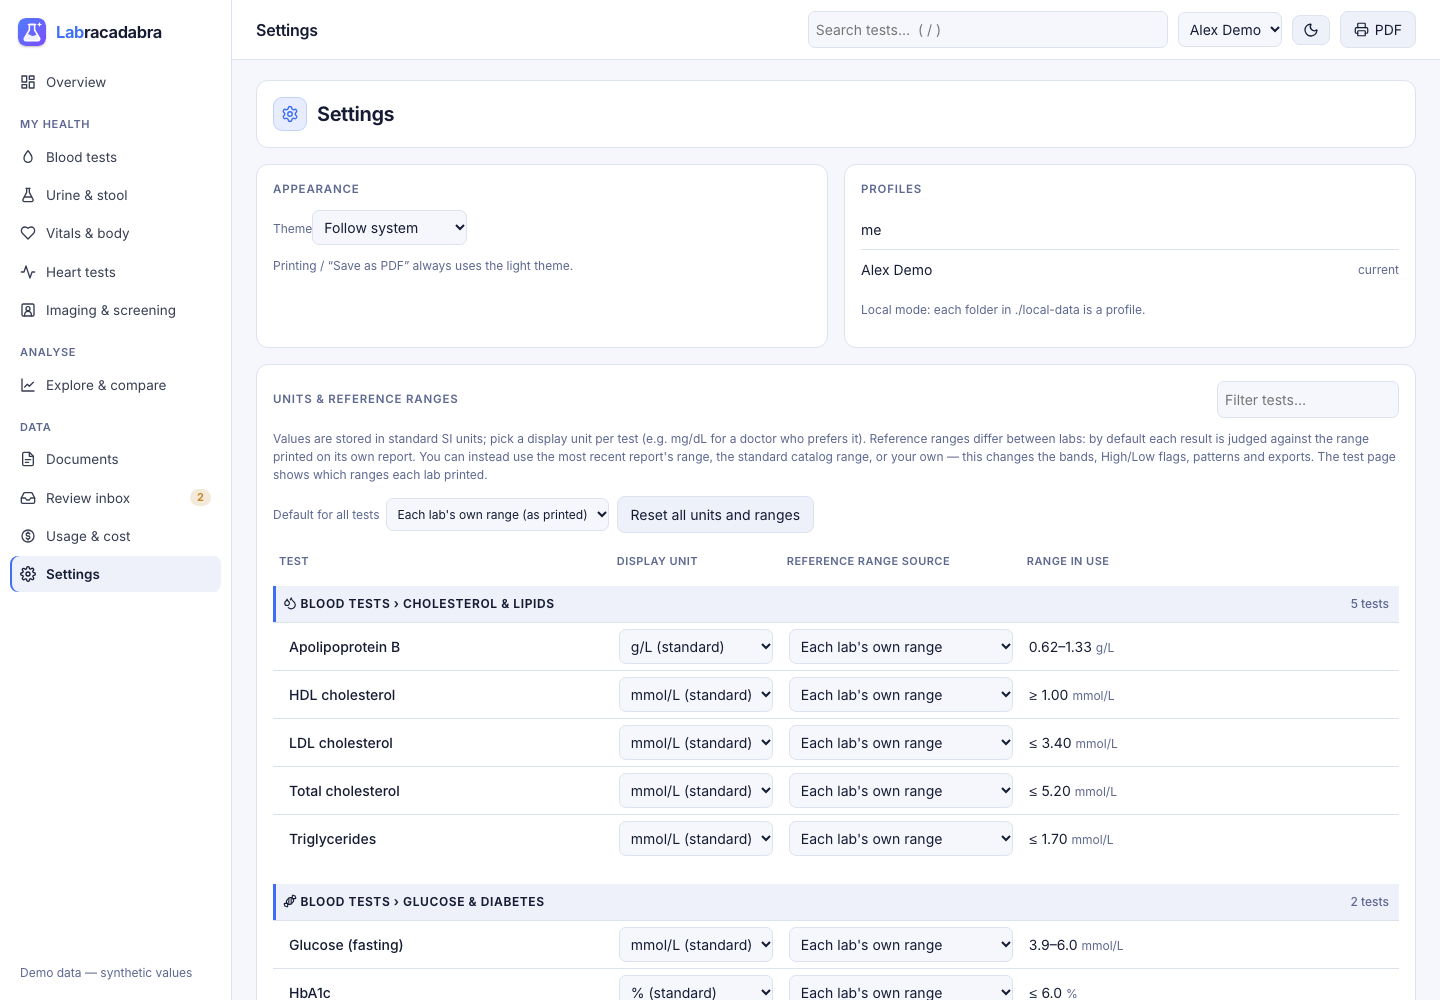 Labracadabra
Settings
Search tests... ( / )
Alex Demo
PDF
Overview
MY HEALTH
Blood tests
Urine & stool
Vitals & body
Heart tests
Imaging & screening
ANALYSE
Explore & compare
DATA
Documents
Review inbox 2
Usage & cost
Settings
Demo data — synthetic values
Settings
APPEARANCE
Theme Follow system
Printing / “Save as PDF” always uses the light theme.
PROFILES
me
Alex Demo current
Local mode: each folder in ./local-data is a profile.
UNITS & REFERENCE RANGES
Filter tests...
Values are stored in standard SI units; pick a display unit per test (e.g. mg/dL for a doctor who prefers it). Reference ranges differ between labs: by default each result is judged against the range
printed on its own report. You can instead use the most recent report's range, the standard catalog range, or your own — this changes the bands, High/Low flags, patterns and exports. The test page
shows which ranges each lab printed.
Default for all tests Each lab's own range (as printed) Reset all units and ranges
TEST DISPLAY UNIT REFERENCE RANGE SOURCE RANGE IN USE
BLOOD TESTS › CHOLESTEROL & LIPIDS 5 tests
Apolipoprotein B g/L (standard) Each lab's own range 0.62–1.33 g/L
HDL cholesterol mmol/L (standard) Each lab's own range ≥ 1.00 mmol/L
LDL cholesterol mmol/L (standard) Each lab's own range ≤ 3.40 mmol/L
Total cholesterol mmol/L (standard) Each lab's own range ≤ 5.20 mmol/L
Triglycerides mmol/L (standard) Each lab's own range ≤ 1.70 mmol/L
BLOOD TESTS › GLUCOSE & DIABETES 2 tests
Glucose (fasting) mmol/L (standard) Each lab's own range 3.9–6.0 mmol/L
HbA1c % (standard) Each lab's own range ≤ 6.0 %